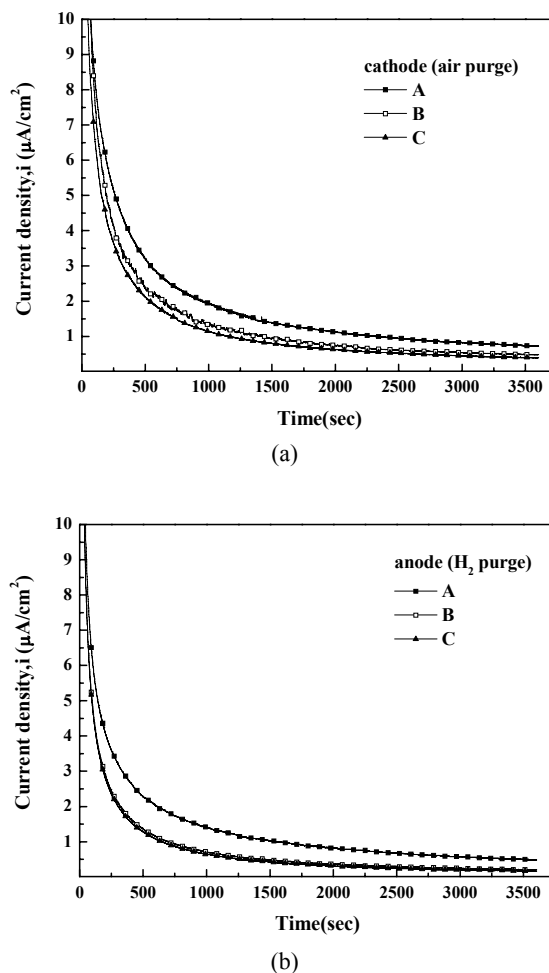 10
9
8
7
6
5
4
3
2
1
Current density,i (μA/cm²)
cathode (air purge)
A
B
C
0 500 1000 1500 2000 2500 3000 3500
Time(sec)
(a)
10
9
8
7
6
5
4
3
2
1
Current density,i (μA/cm²)
anode (H₂ purge)
A
B
C
0 500 1000 1500 2000 2500 3000 3500
Time(sec)
(b)